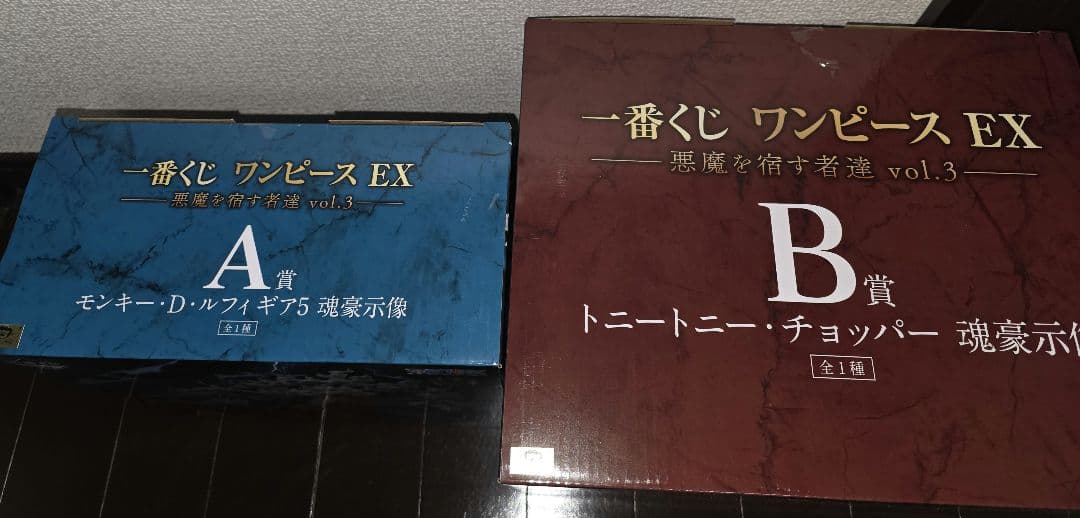 一番くじ ワンピース EX
悪魔を宿す者達 vol.3
A賞
モンキー・D・ルフィギア5 魂豪示像
全1種
一番くじ ワンピース EX
悪魔を宿す者達 vol.3
B賞
トニートニー・チョッパー 魂豪示像
全1種